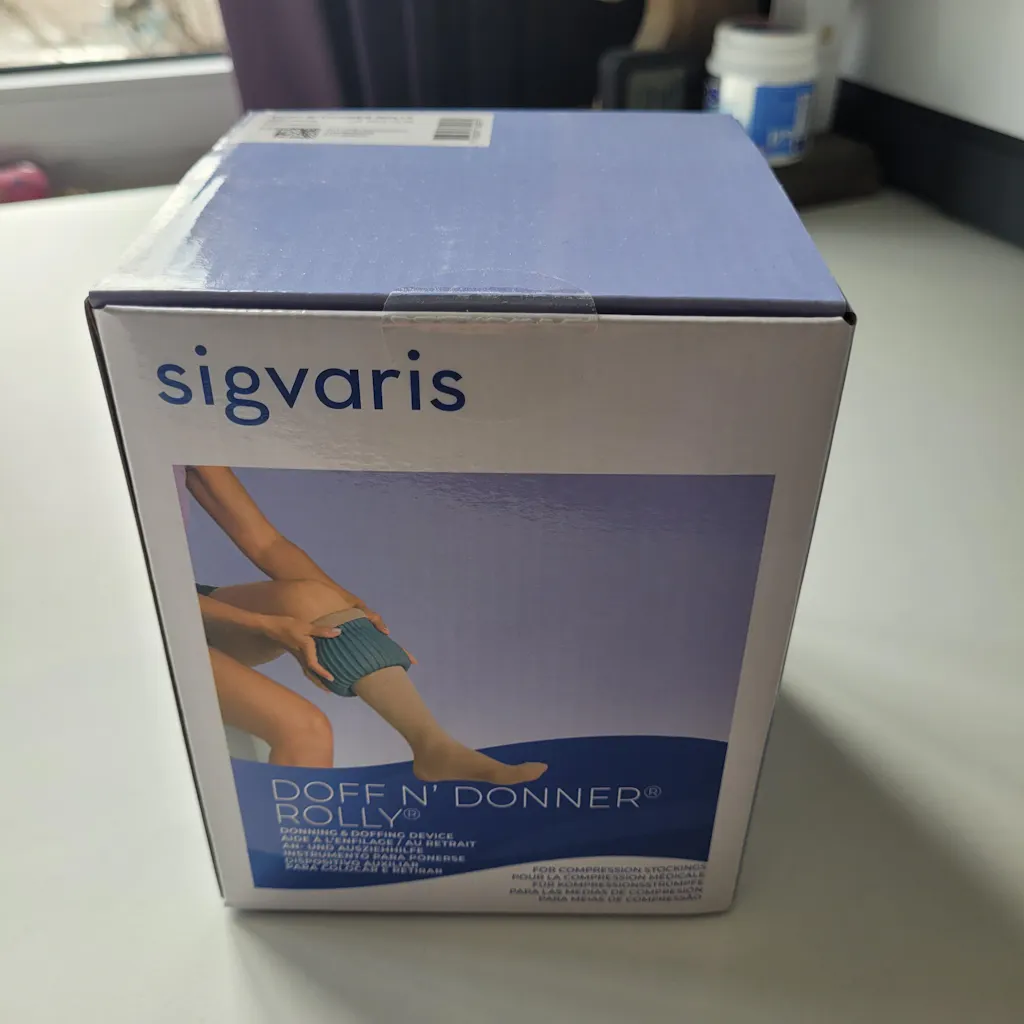 sigvaris
DOFF N' DONNER®
ROLLY®
DONNING & DOFFING DEVICE
AIDE À L'ENFILAGE / AU RETRAIT
AN- UND AUSZIEHHILFE
INSTRUMENTO PARA PONERSE
DISPOSITIVO AUXILIAR
PARA COLOCAR E RETIRAR
FOR COMPRESSION STOCKINGS
POUR LA COMPRESSION MÉDICALE
FÜR KOMPRESSIONSSTRÜMPFE
PARA LAS MEDIAS DE COMPRESIÓN
PARA MEIAS DE COMPRESSÃO